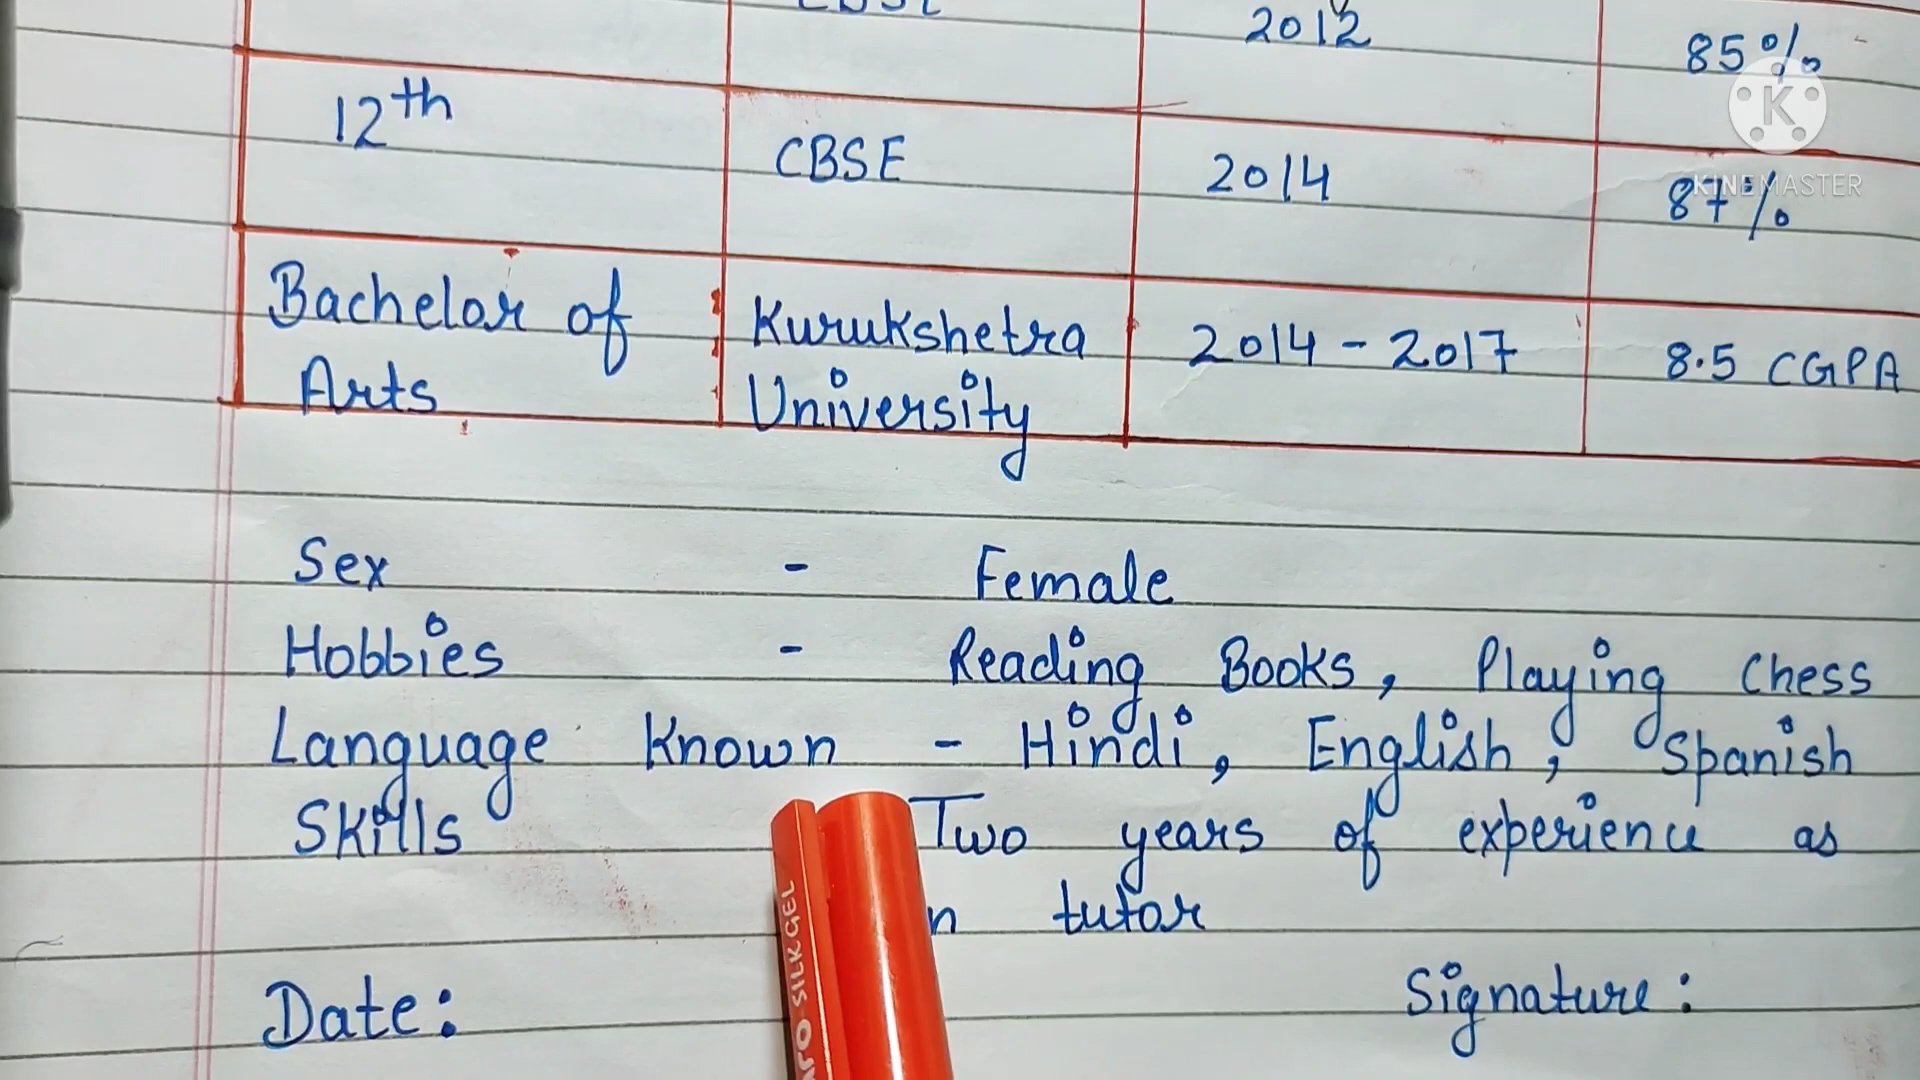 2012 85%
12th CBSE 2014 87%
Bachelor of Kurukshetra 2014-2017 8.5 CGPA
Arts University
Sex - Female
Hobbies - Reading Books, Playing Chess
Language Known - Hindi, English, Spanish
Skills Two years of experience as
tutor
Date: Signature:
K
KINEMASTER
SILKGEL